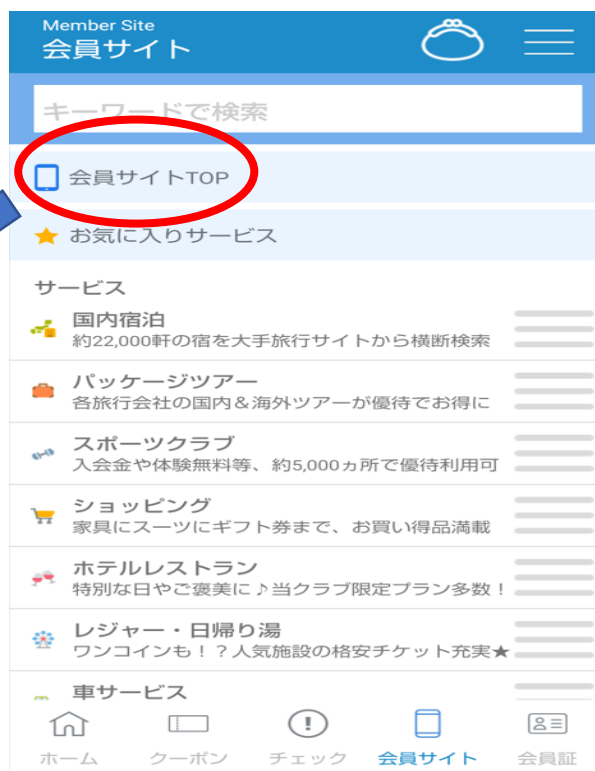 Member Site
会員サイト
キーワードで検索
会員サイトTOP
お気に入りサービス
サービス
国内宿泊
約22,000軒の宿を大手旅行サイトから横断検索
パッケージツアー
各旅行会社の国内&海外ツアーが優待でお得に
スポーツクラブ
入会金や体験無料等、約5,000ヵ所で優待利用可
ショッピング
家具にスーツにギフト券まで、お買い得品満載
ホテルレストラン
特別な日やご褒美に♪当クラブ限定プラン多数!
レジャー・日帰り湯
ワンコインも!?人気施設の格安チケット充実★
車サービス
ホーム クーポン チェック 会員サイト 会員証